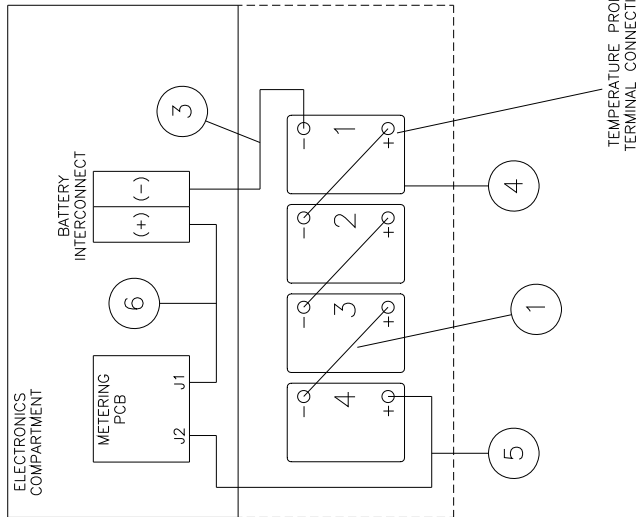 ELECTRONICS
COMPARTMENT
METERING
PCB
J2
J1
6
BATTERY
INTERCONNECT
(+)
(-)
3
- 4 +
- 3 +
- 2 +
- 1 +
5
1
4
TEMPERATURE PRO
TERMINAL CONNECTI